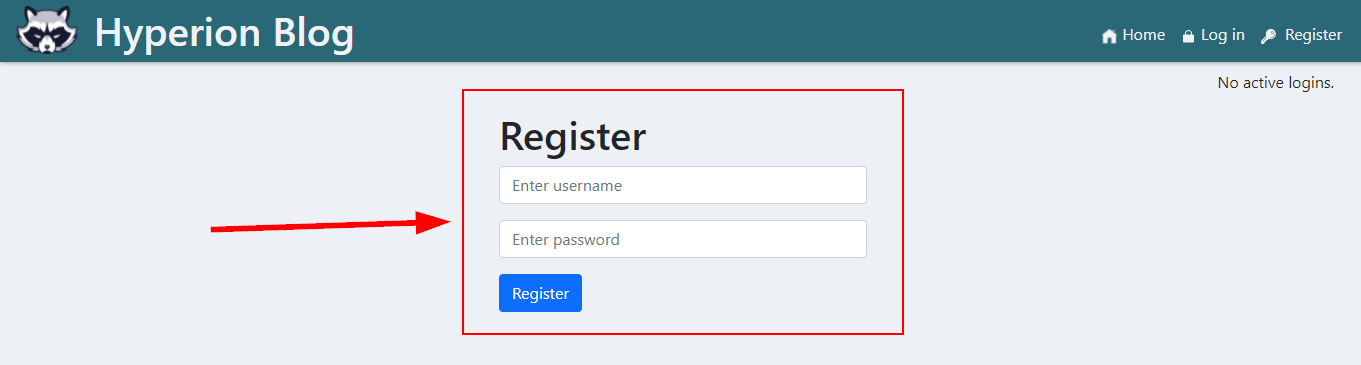 Hyperion Blog
Home Log in Register
No active logins.
Register
Enter username
Enter password
Register